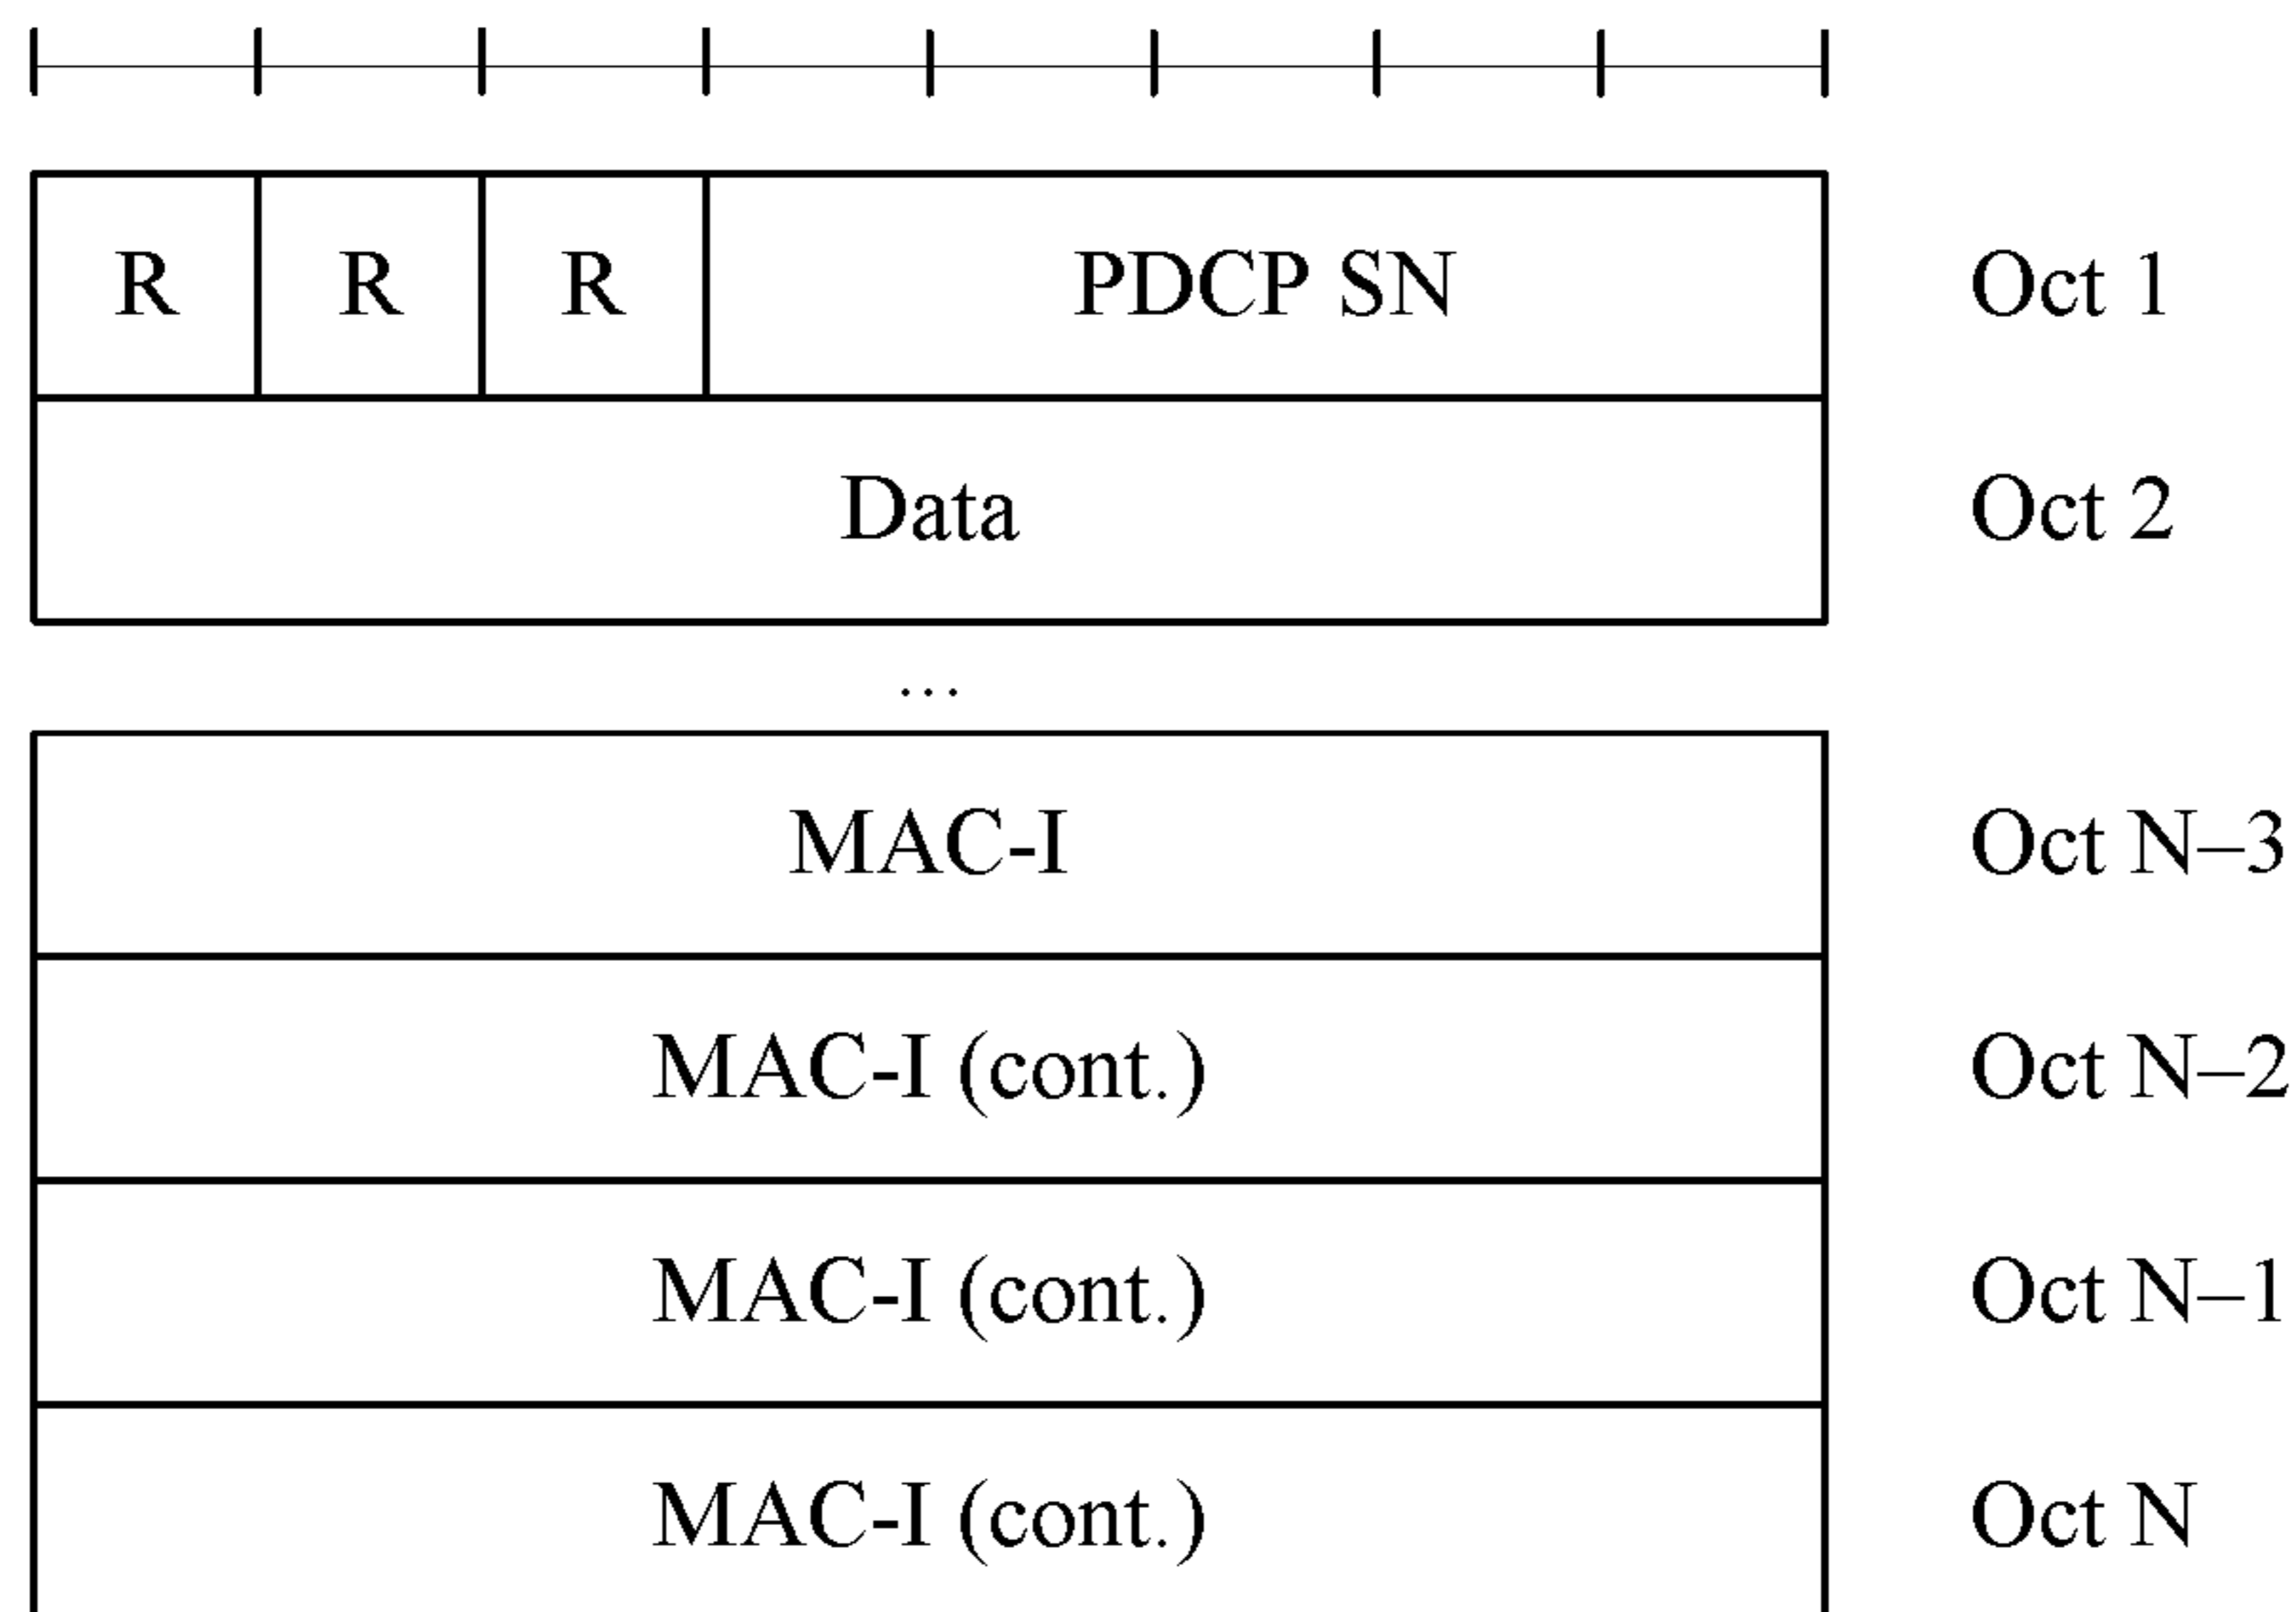 R R R PDCP SN Oct 1
Data Oct 2
...
MAC-I Oct N–3
MAC-I (cont.) Oct N–2
MAC-I (cont.) Oct N–1
MAC-I (cont.) Oct N